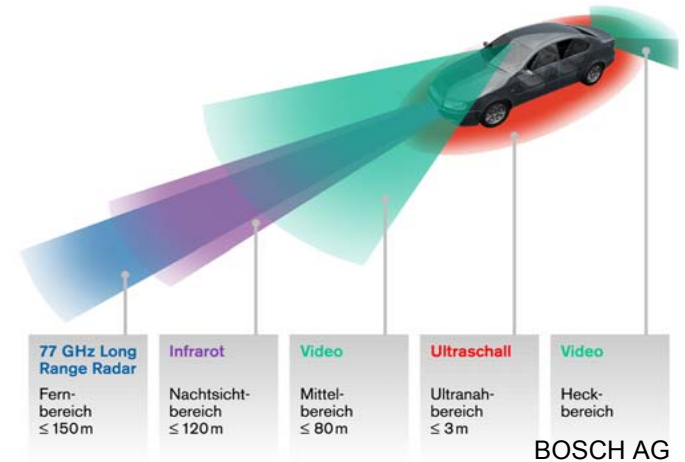 77 GHz Long
Range Radar
Fern-
bereich
≤ 150 m
Infrarot
Nachtsicht-
bereich
≤ 120 m
Video
Mittel-
bereich
≤ 80 m
Ultraschall
Ultranah-
bereich
≤ 3 m
Video
Heck-
bereich
BOSCH AG